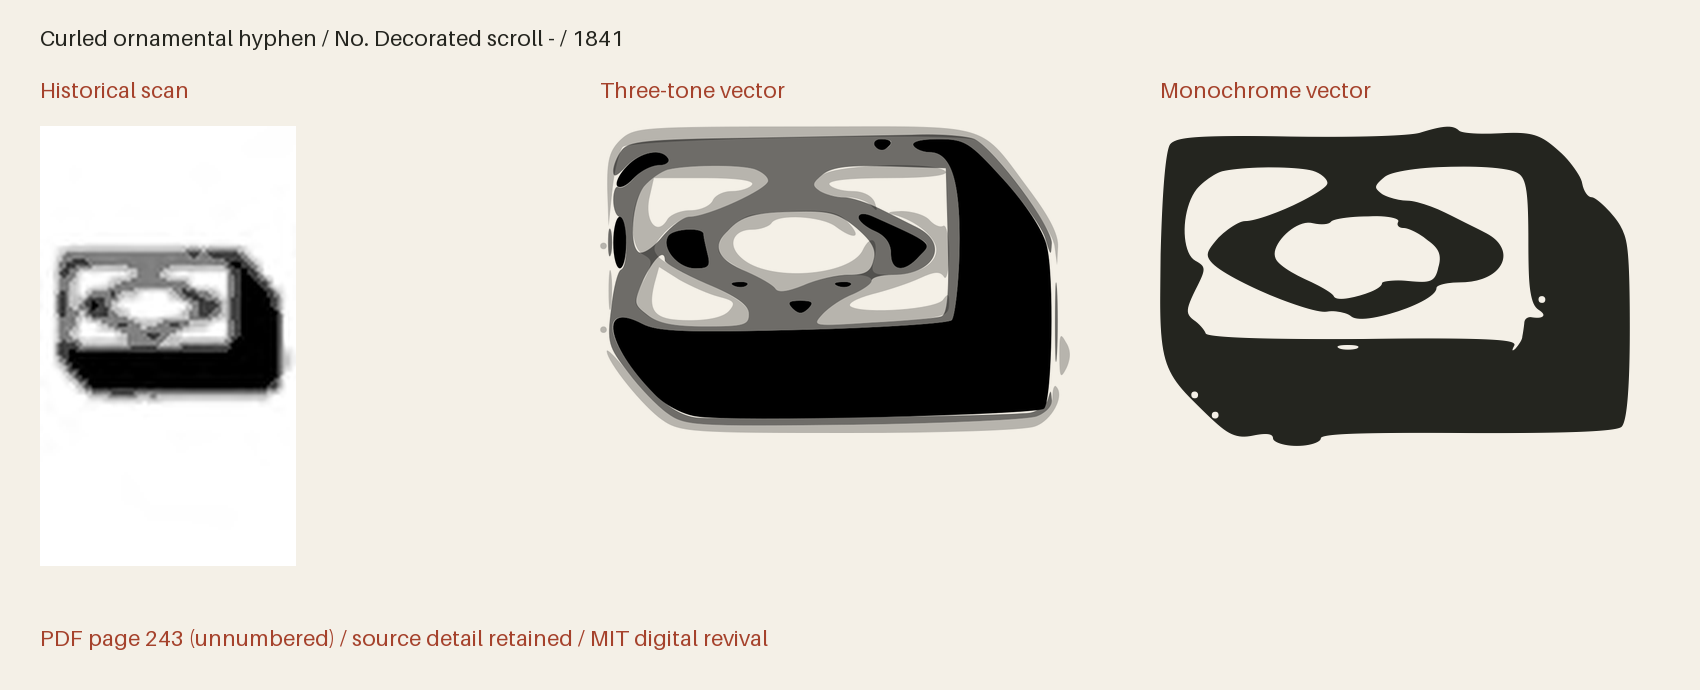 Curled ornamental hyphen / No. Decorated scroll - / 1841
Historical scan
Three-tone vector
Monochrome vector
PDF page 243 (unnumbered) / source detail retained / MIT digital revival